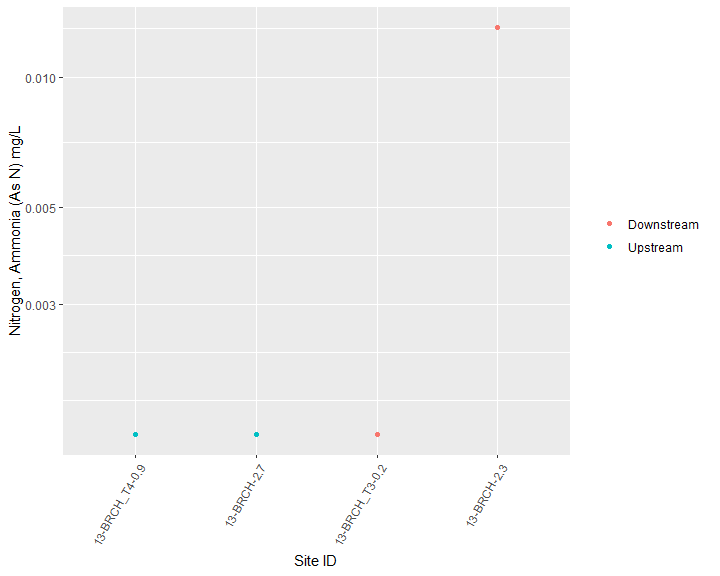 Nitrogen, Ammonia (As N) mg/L
0.010
0.005
0.003
13-BRCH_T4-0.9
13-BRCH-2.7
13-BRCH_T3-0.2
13-BRCH-2.3
Site ID
Downstream
Upstream